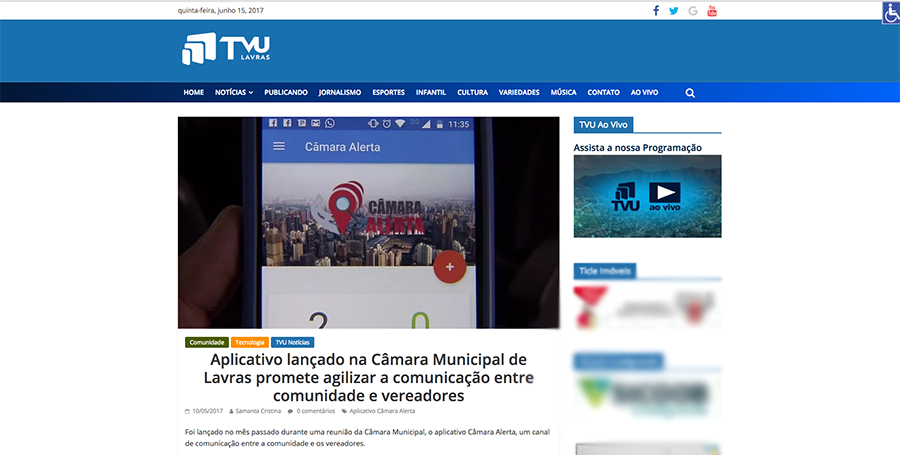 quinta-feira, junho 15, 2017
TVU
LAVRAS
HOME NOTÍCIAS PUBLICANDO JORNALISMO ESPORTES INFANTIL CULTURA VARIEDADES MÚSICA CONTATO AO VIVO
3G 11:35
Câmara Alerta
CÂMARA
ALERTA
+
2 0
TVU Ao Vivo
Assista a nossa Programação
TVU ao vivo
Ticle Imóveis
SICOOB
Comunidade Tecnologia TVU Notícias
Aplicativo lançado na Câmara Municipal de
Lavras promete agilizar a comunicação entre
comunidade e vereadores
10/05/2017 Samanta Cristina 0 comentários Aplicativo Câmara Alerta
Foi lançado no mês passado durante uma reunião da Câmara Municipal, o aplicativo Câmara Alerta, um canal
de comunicação entre a comunidade e os vereadores.